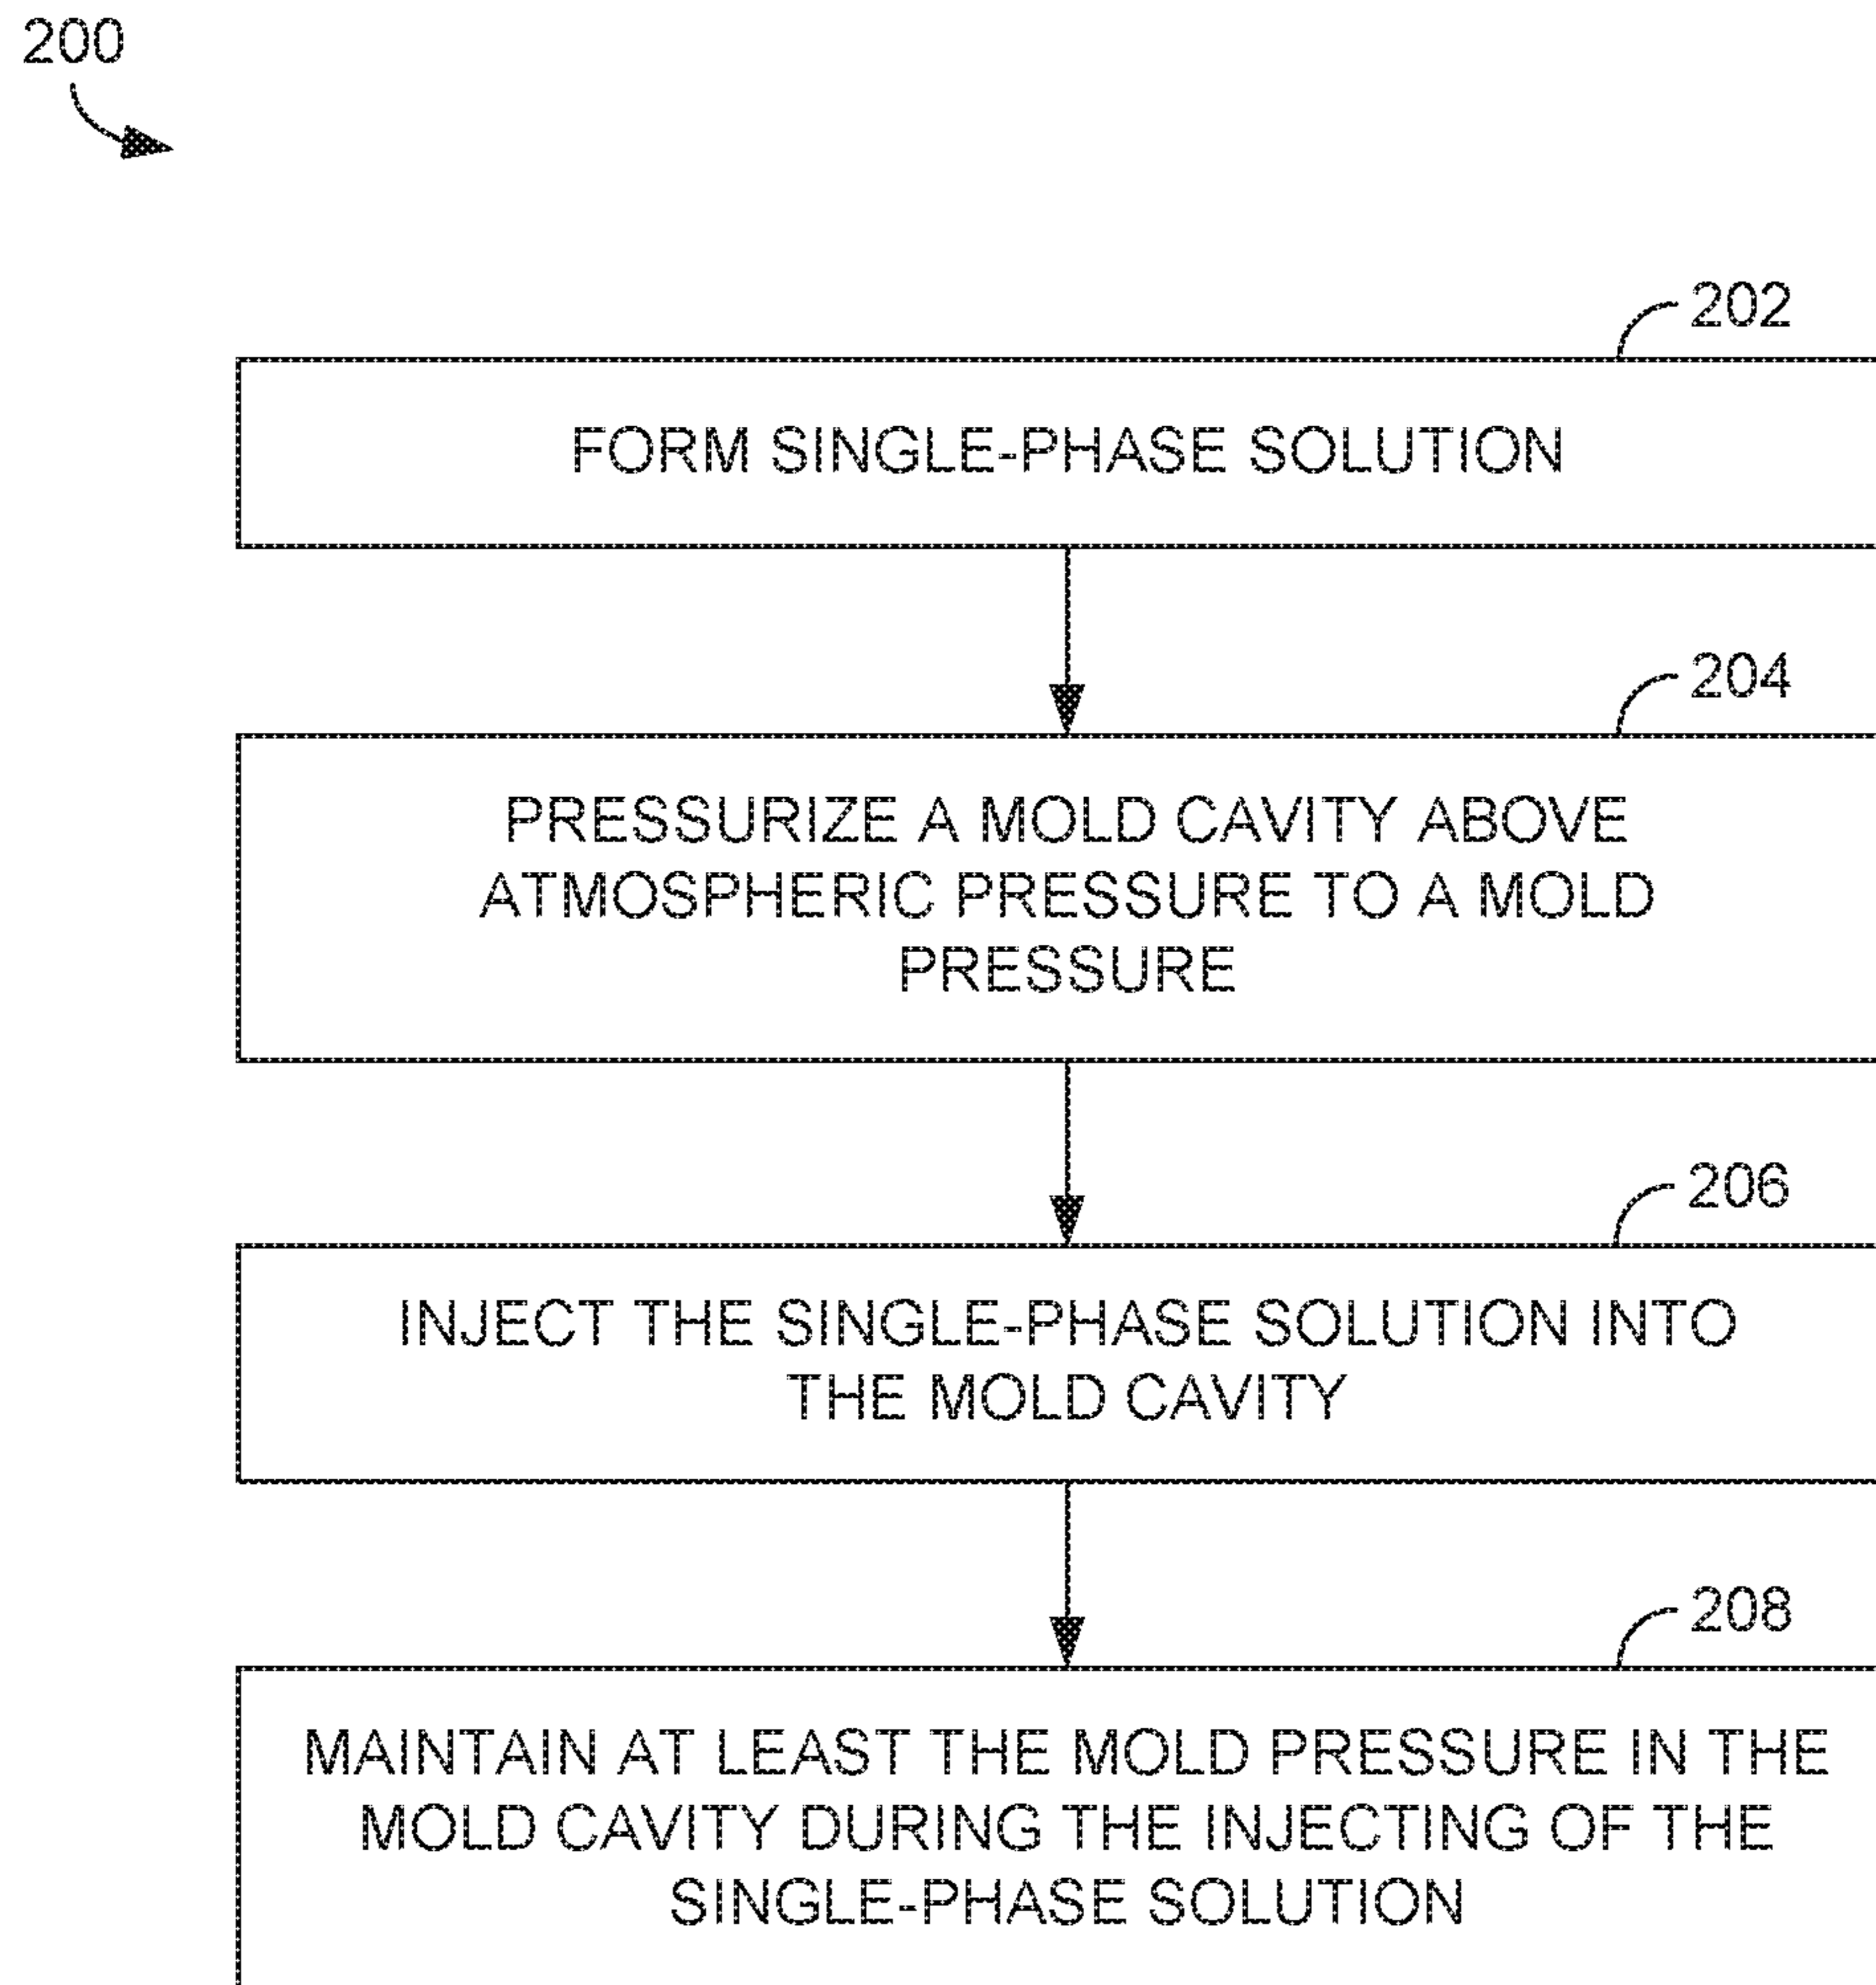 200
202
FORM SINGLE-PHASE SOLUTION
204
PRESSURIZE A MOLD CAVITY ABOVE
ATMOSPHERIC PRESSURE TO A MOLD
PRESSURE
206
INJECT THE SINGLE-PHASE SOLUTION INTO
THE MOLD CAVITY
208
MAINTAIN AT LEAST THE MOLD PRESSURE IN THE
MOLD CAVITY DURING THE INJECTING OF THE
SINGLE-PHASE SOLUTION